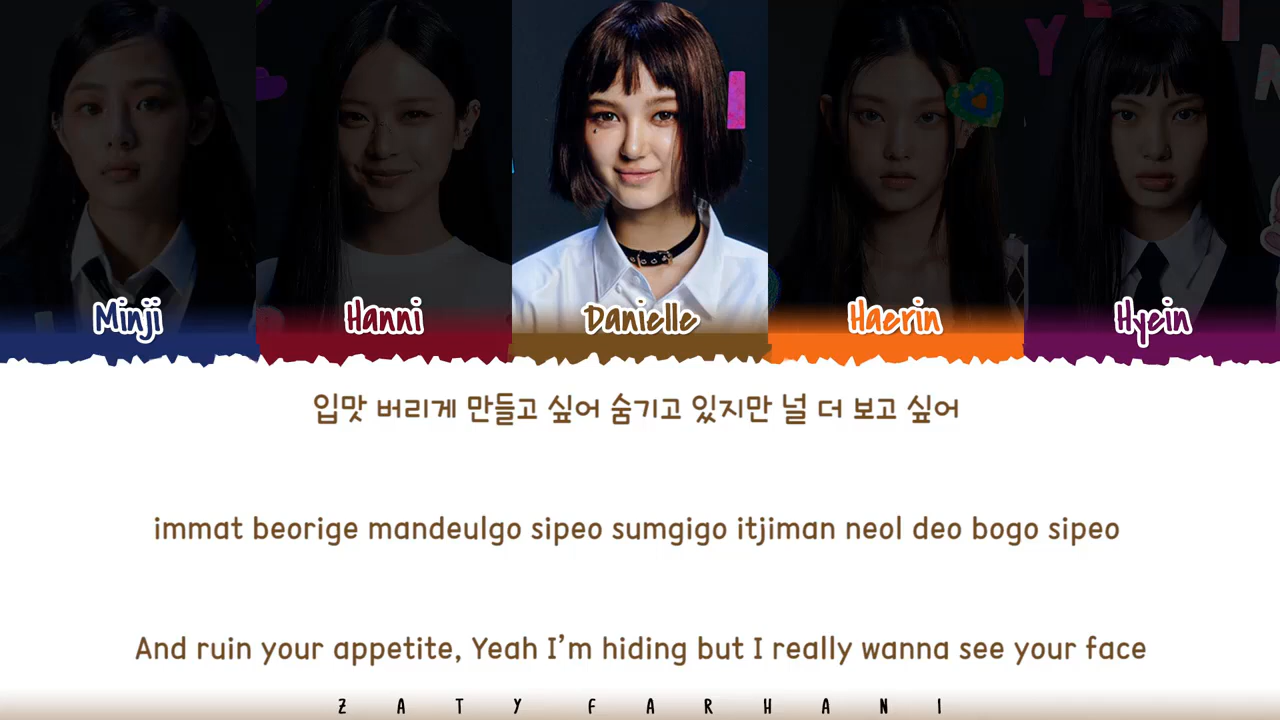 Minji Hanni Danielle Haerin Hyein
입맛 버리게 만들고 싶어 숨기고 있지만 널 더 보고 싶어
immat beorige mandeulgo sipeo sumgigo itjiman neol deo bogo sipeo
And ruin your appetite, Yeah I'm hiding but I really wanna see your face
ZATY FARHANI